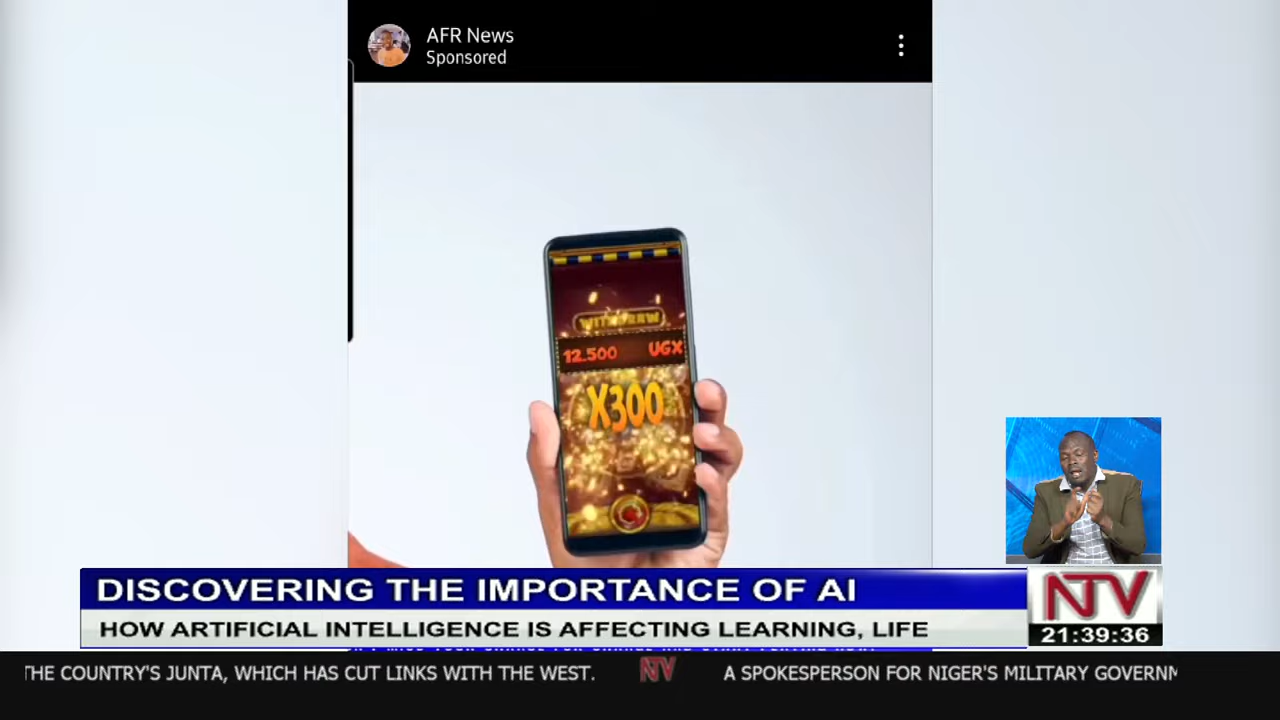 AFR News
Sponsored
WITHDRAW
12.500 UGX
X300
DISCOVERING THE IMPORTANCE OF AI
HOW ARTIFICIAL INTELLIGENCE IS AFFECTING LEARNING, LIFE
NTV
21:39:36
THE COUNTRY'S JUNTA, WHICH HAS CUT LINKS WITH THE WEST. NTV A SPOKESPERSON FOR NIGER'S MILITARY GOVERNM